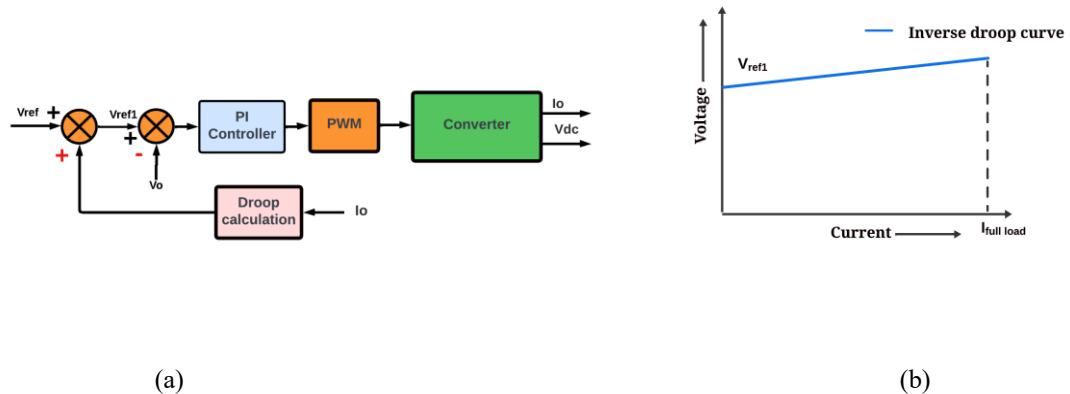 Vref
+
Vref1
+
+
-
Vo
PI
Controller
PWM
Converter
Io
Vdc
Droop
calculation
Io
(a)
Inverse droop curve
Vref1
Voltage
Current
Ifull load
(b)